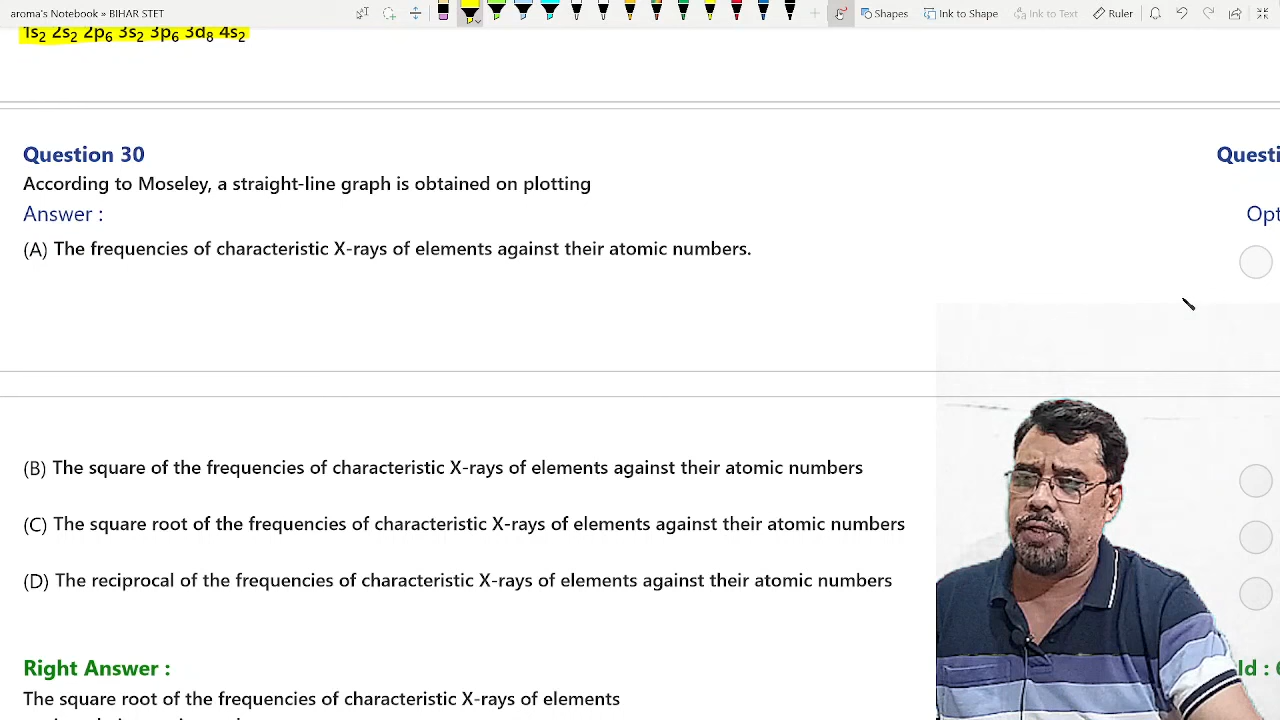 aroma's Notebook » BIHAR STET
Shapes
Ink to Shape
Ink to Text
Ruler
1s2 2s2 2p6 3s2 3p6 3d8 4s2
Question 30
Questi
According to Moseley, a straight-line graph is obtained on plotting
Answer :
Opt
(A) The frequencies of characteristic X-rays of elements against their atomic numbers.
(B) The square of the frequencies of characteristic X-rays of elements against their atomic numbers
(C) The square root of the frequencies of characteristic X-rays of elements against their atomic numbers
(D) The reciprocal of the frequencies of characteristic X-rays of elements against their atomic numbers
Right Answer :
Id :
The square root of the frequencies of characteristic X-rays of elements